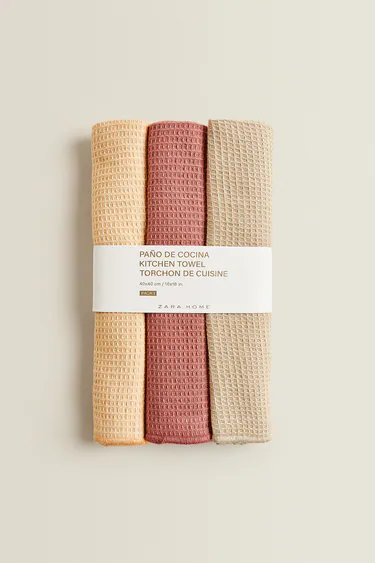 PAÑO DE COCINA
KITCHEN TOWEL
TORCHON DE CUISINE
ZARA HOME